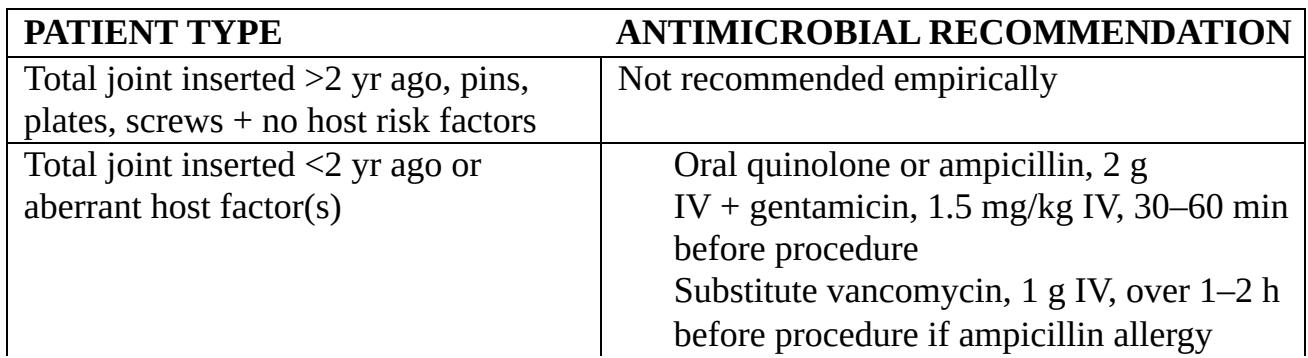 PATIENT TYPE ANTIMICROBIAL RECOMMENDATION
Total joint inserted >2 yr ago, pins,
plates, screws + no host risk factors
Not recommended empirically
Total joint inserted <2 yr ago or
aberrant host factor(s)
Oral quinolone or ampicillin, 2 g
IV + gentamicin, 1.5 mg/kg IV, 30–60 min
before procedure
Substitute vancomycin, 1 g IV, over 1–2 h
before procedure if ampicillin allergy